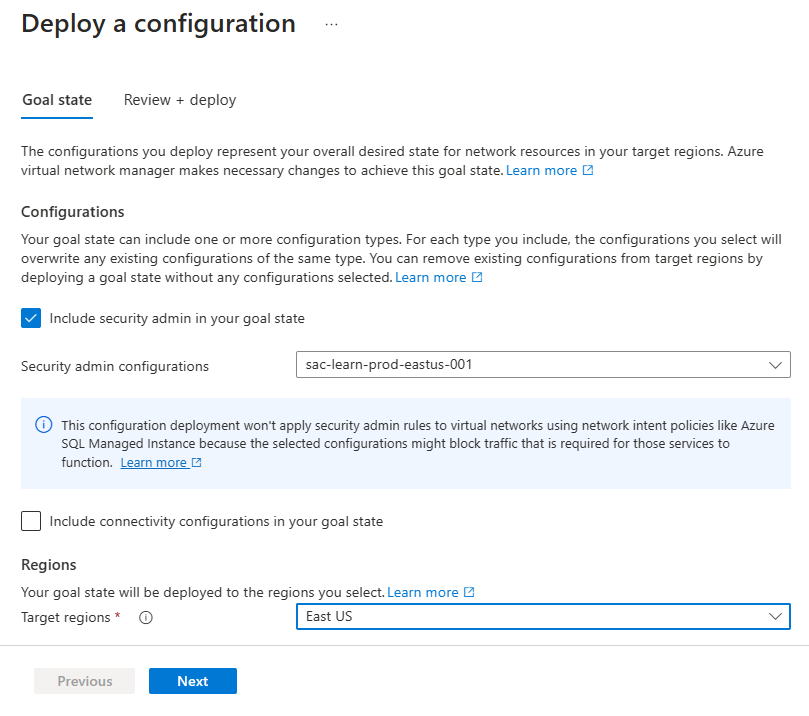 Deploy a configuration ...
Goal state Review + deploy
The configurations you deploy represent your overall desired state for network resources in your target regions. Azure
virtual network manager makes necessary changes to achieve this goal state. Learn more
Configurations
Your goal state can include one or more configuration types. For each type you include, the configurations you select will
overwrite any existing configurations of the same type. You can remove existing configurations from target regions by
deploying a goal state without any configurations selected. Learn more
Include security admin in your goal state
Security admin configurations sac-learn-prod-eastus-001
This configuration deployment won't apply security admin rules to virtual networks using network intent policies like Azure
SQL Managed Instance because the selected configurations might block traffic that is required for those services to
function. Learn more
Include connectivity configurations in your goal state
Regions
Your goal state will be deployed to the regions you select. Learn more
Target regions * East US
Previous Next